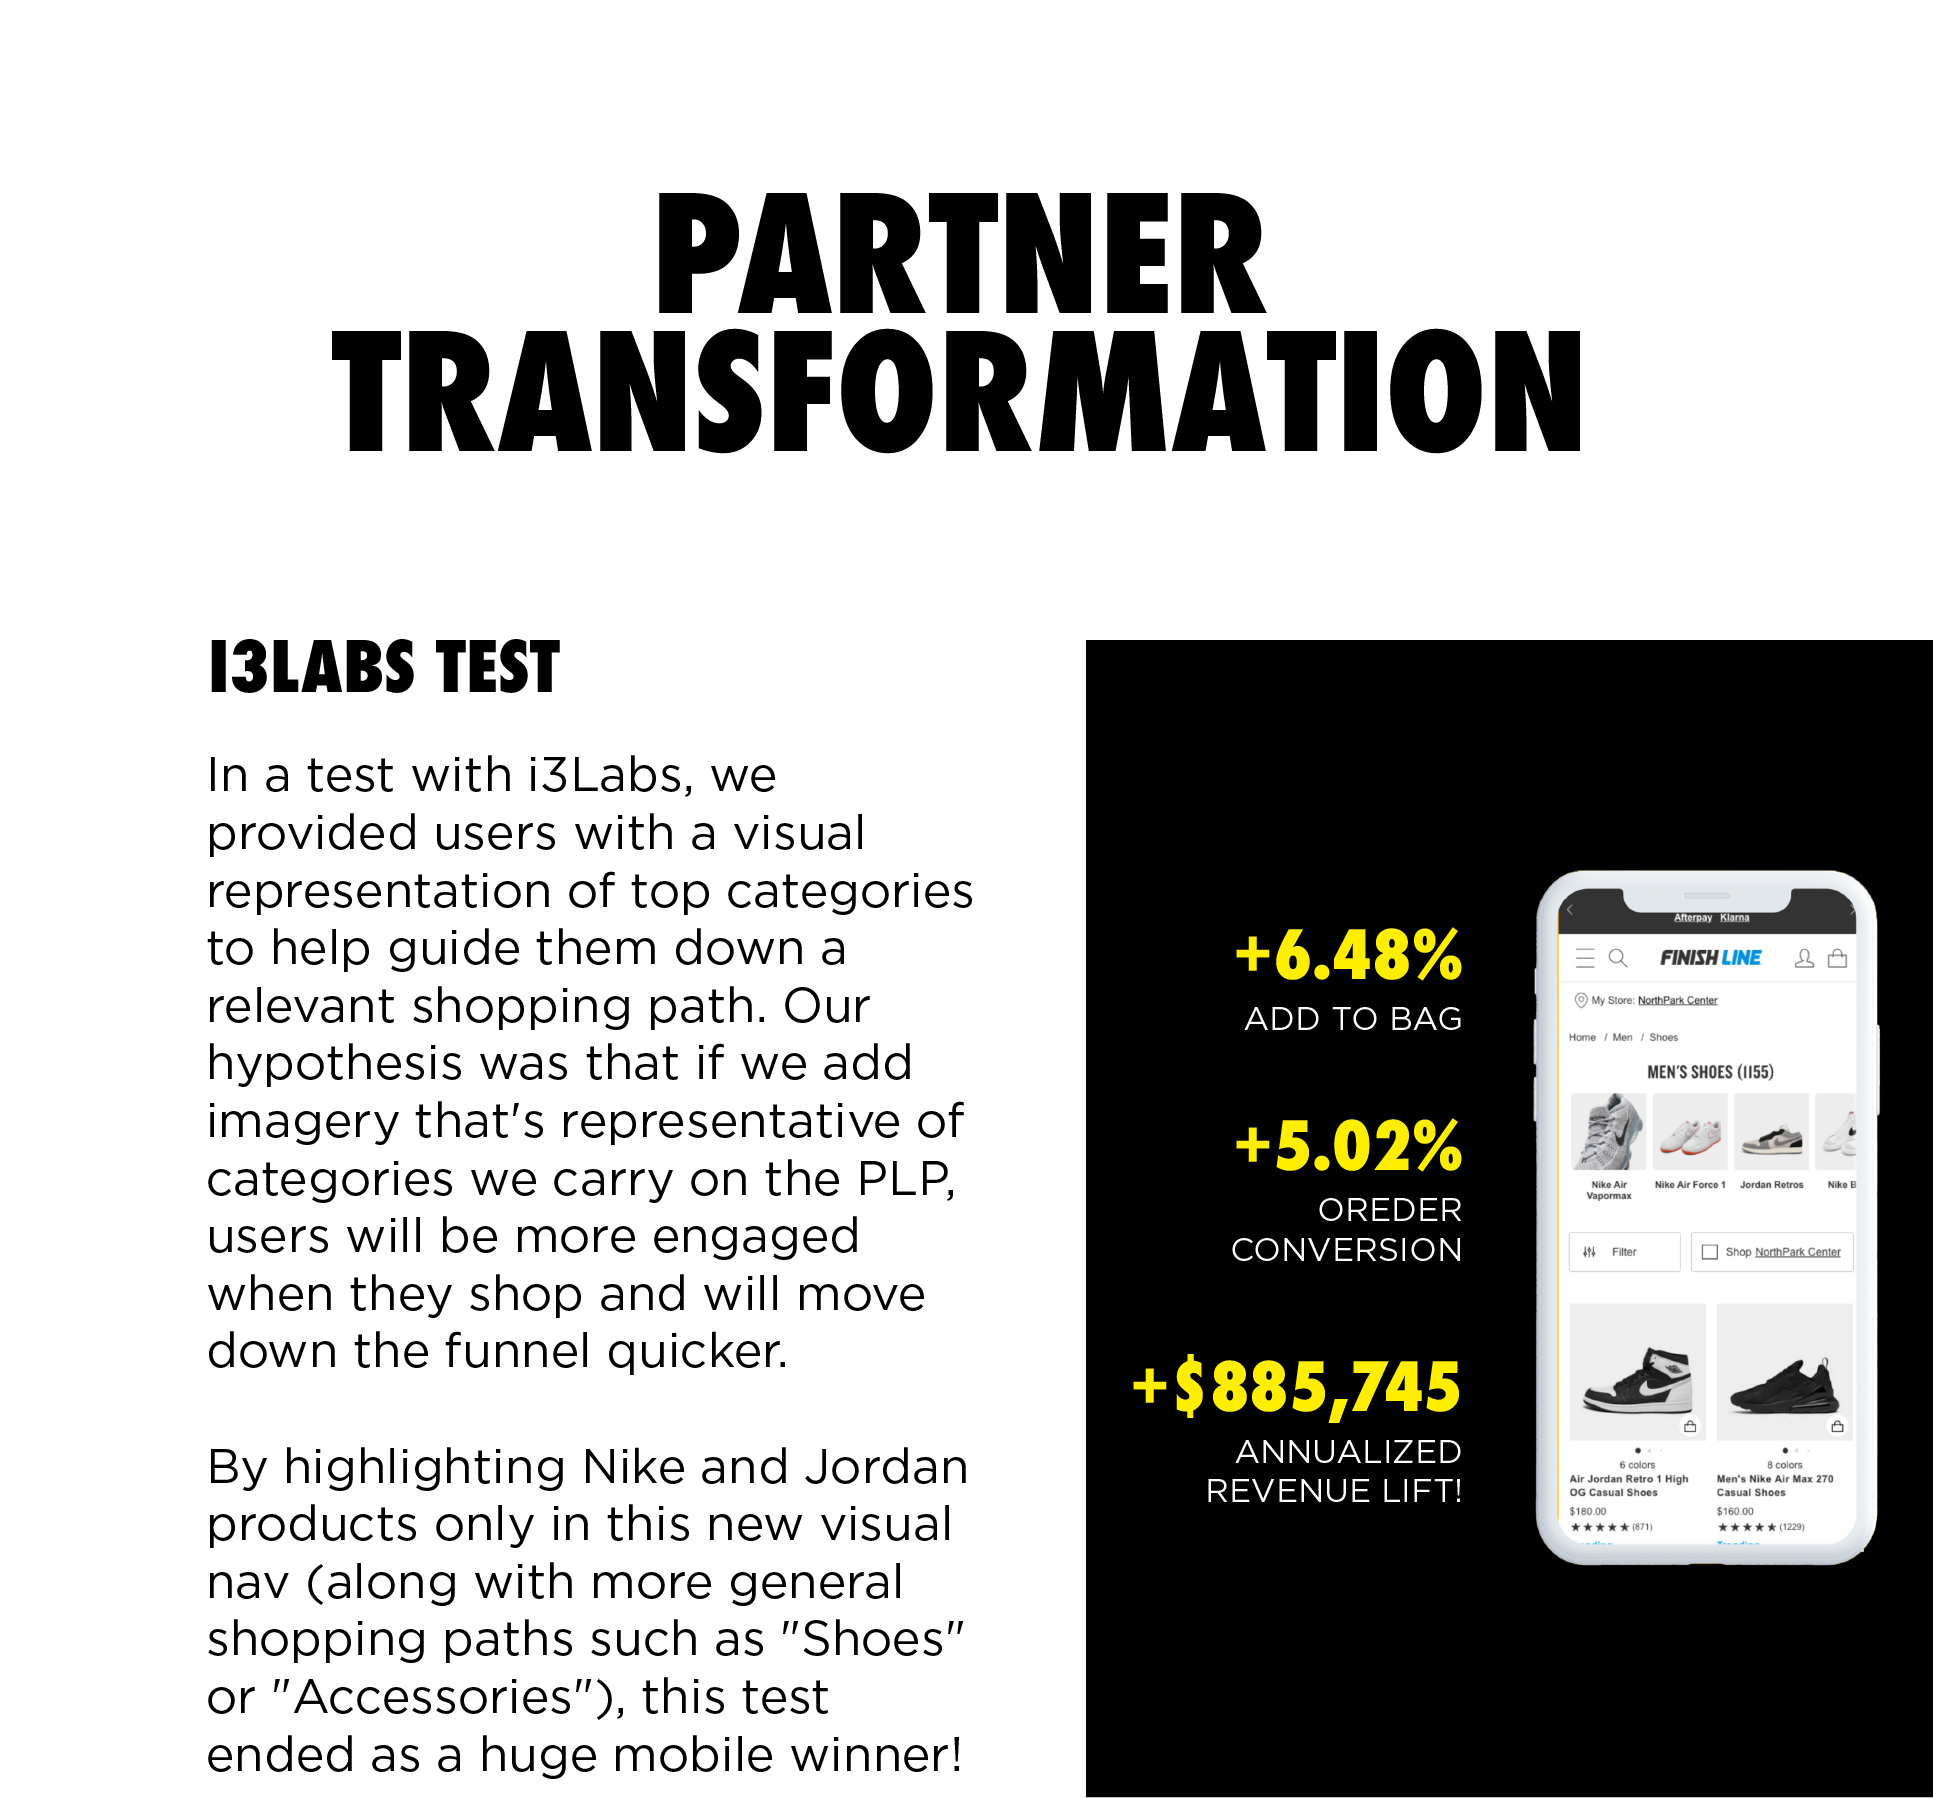 PARTNER
TRANSFORMATION
I3LABS TEST
In a test with i3Labs, we
provided users with a visual
representation of top categories
to help guide them down a
relevant shopping path. Our
hypothesis was that if we add
imagery that's representative of
categories we carry on the PLP,
users will be more engaged
when they shop and will move
down the funnel quicker.
By highlighting Nike and Jordan
products only in this new visual
nav (along with more general
shopping paths such as "Shoes"
or "Accessories"), this test
ended as a huge mobile winner!
+6.48%
ADD TO BAG
+5.02%
OREDER
CONVERSION
+$885,745
ANNUALIZED
REVENUE LIFT!
Afterpay Klarna
FINISH LINE
My Store: NorthPark Center
Home / Men / Shoes
MEN'S SHOES (1155)
Nike Air
Vapormax
Nike Air Force 1
Jordan Retros
Nike B
Filter
Shop NorthPark Center
6 colors
Air Jordan Retro 1 High
OG Casual Shoes
$180.00
★★★★★ (871)
8 colors
Men's Nike Air Max 270
Casual Shoes
$160.00
★★★★★ (1229)